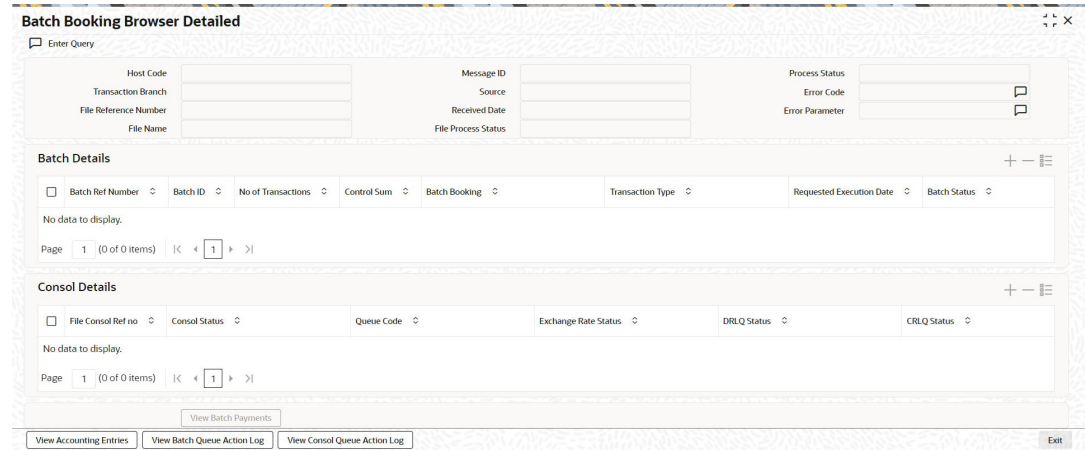 Batch Booking Browser Detailed
Enter Query
Host Code
Message ID
Process Status
Transaction Branch
Source
Error Code
File Reference Number
Received Date
Error Parameter
File Name
File Process Status
Batch Details
Batch Ref Number Batch ID No of Transactions Control Sum Batch Booking Transaction Type Requested Execution Date Batch Status
No data to display.
Page 1 (0 of 0 items) 1
Consol Details
File Consol Ref no Consol Status Queue Code Exchange Rate Status DRLQ Status CRLQ Status
No data to display.
Page 1 (0 of 0 items) 1
View Batch Payments
View Accounting Entries View Batch Queue Action Log View Consol Queue Action Log Exit